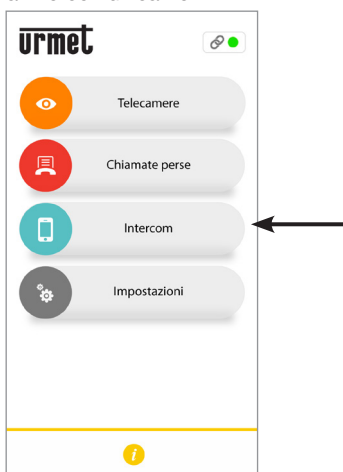 urmet
Telecamere
Chiamate perse
Intercom
Impostazioni
i